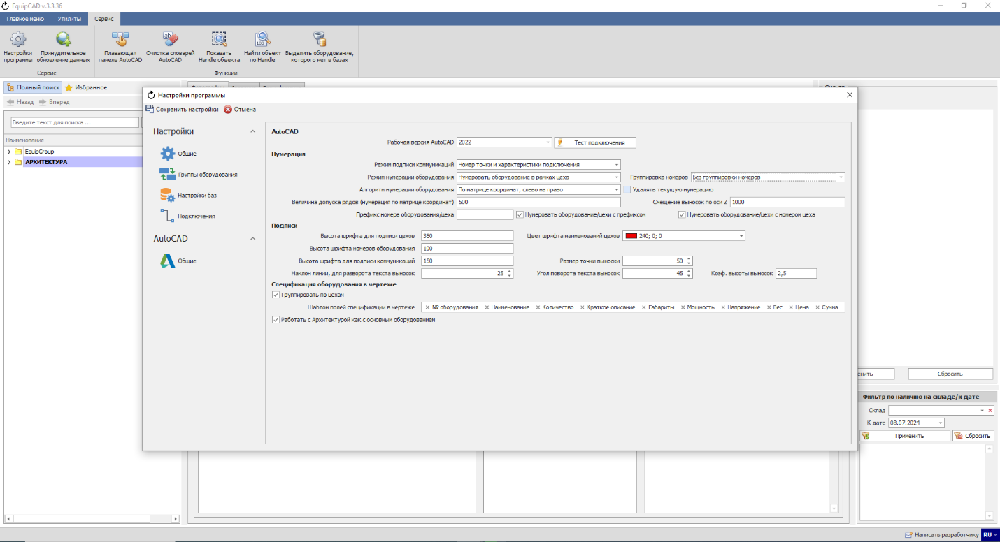 EquipCAD v.3.3.36
Главное меню Утилиты Сервис
Настройки программы
Принудительное обновление данных
Плавающая панель AutoCAD
Очистка словарей AutoCAD
Показать Handle объекта
Найти объект по Handle
Выделить оборудование, которого нет в базах
Сервис Функции
Полный поиск Избранное
Назад Вперед
Введите текст для поиска ...
Наименование
EquipGroup
АРХИТЕКТУРА
Настройки программы
Сохранить настройки Отмена
Настройки
Общие
Группы оборудования
Настройки баз
Подключения
AutoCAD
Общие
AutoCAD
Рабочая версия AutoCAD 2022 Тест подключения
Нумерация
Режим подписи коммуникаций Номер точки и характеристики подключения
Режим нумерации оборудования Нумеровать оборудование в рамках цеха Группировка номеров Без группировки номеров
Алгоритм нумерации оборудования По матрице координат, слево на право Удалять текущую нумерацию
Величина допуска рядов (нумерация по матрице координат) 500 Смещение выносок по оси Z 1000
Префикс номера оборудования/цеха Нумеровать оборудование/цехи с префиксом Нумеровать оборудование/цехи с номером цеха
Подписи
Высота шрифта для подписи цехов 350 Цвет шрифта наименований цехов 240; 0; 0
Высота шрифта номеров оборудования 100
Высота шрифта для подписи коммуникаций 150 Размер точки выноски 50
Наклон линии, для разворота текста выносок 25 Угол поворота текста выносок 45 Коэф. высоты выносок 2,5
Спецификация оборудования в чертеже
Группировать по цехам
Шаблон полей спецификации в чертеже × № оборудования × Наименование × Количество × Краткое описание × Габариты × Мощность × Напряжение × Вес × Цена × Сумма
Работать с Архитектурой как с основным оборудованием
Сбросить
Фильтр по наличию на складе/к дате
Склад
К дате 08.07.2024
Применить Сбросить
Написать разработчику RU